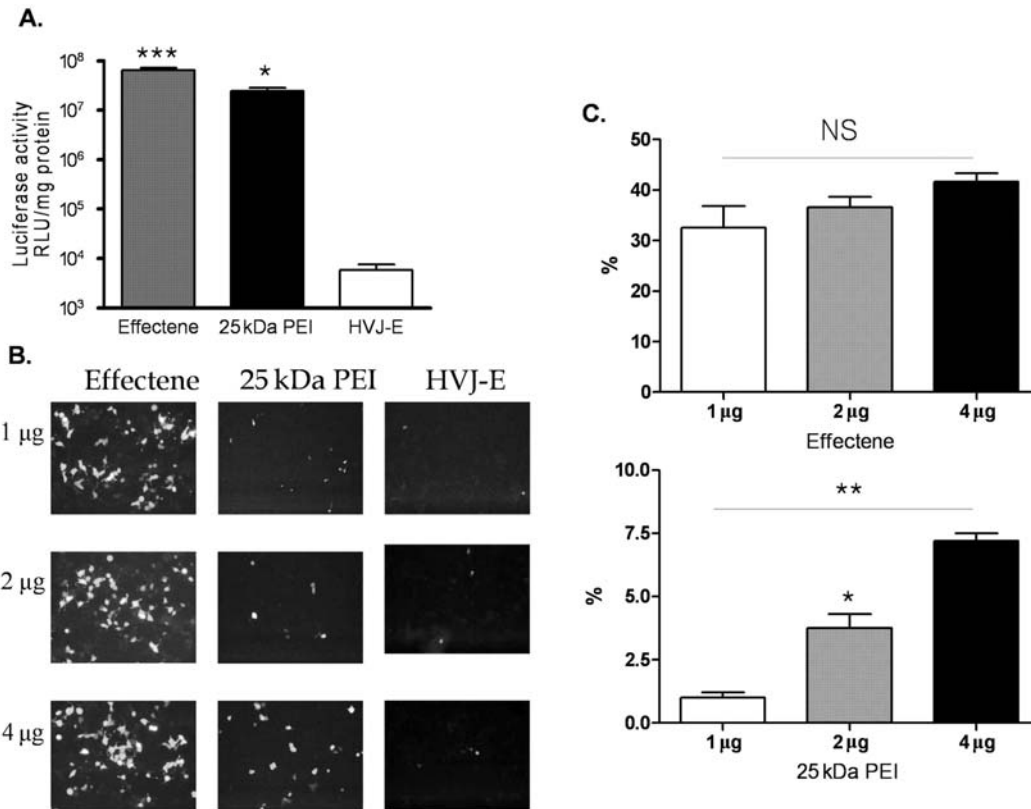 A.
***
*
10⁸
10⁷
10⁶
10⁵
10⁴
10³
Luciferase activity
RLU/mg protein
Effectene 25 kDa PEI HVJ-E
B.
Effectene 25 kDa PEI HVJ-E
1 µg
2 µg
4 µg
C.
NS
50
40
30
20
10
0
%
1 µg 2 µg 4 µg
Effectene
**
*
10.0
7.5
5.0
2.5
0.0
%
1 µg 2 µg 4 µg
25 kDa PEI